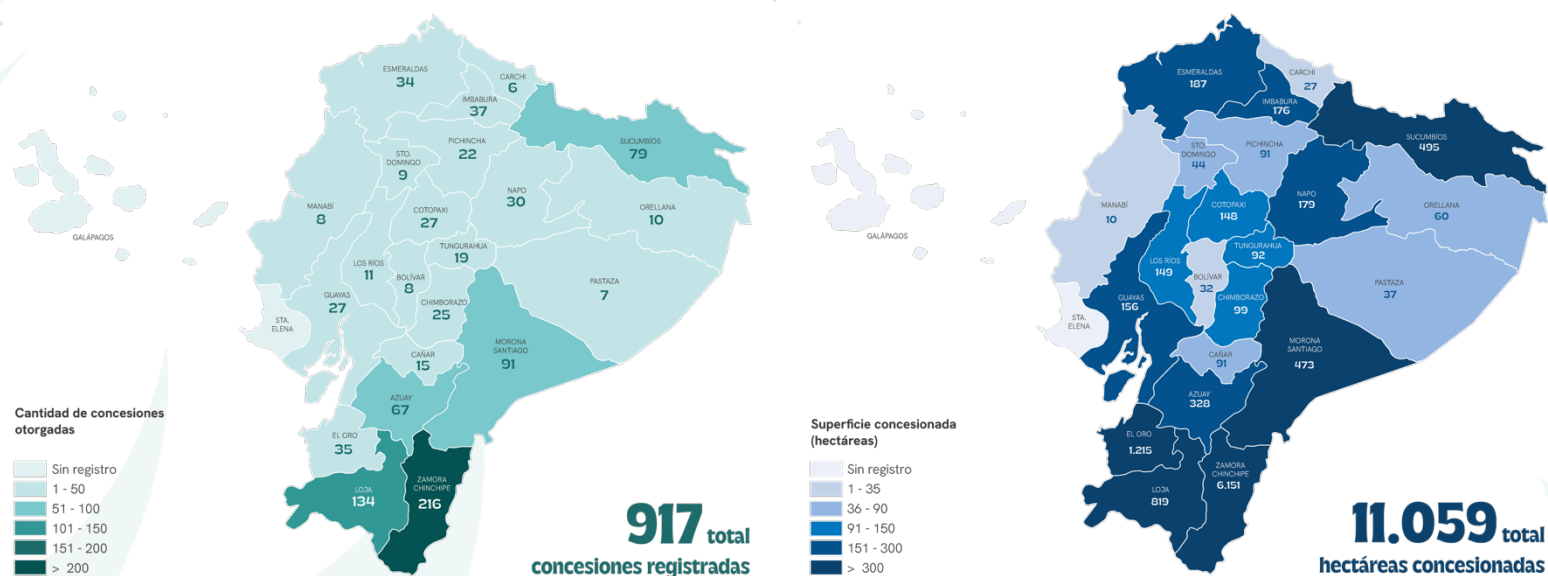 ESMERALDAS
34
CARCHI
6
IMBABURA
37
SUCUMBÍOS
79
PICHINCHA
22
STO.
DOMINGO
9
NAPO
30
MANABÍ
8
COTOPAXI
27
ORELLANA
10
GALÁPAGOS
TUNGURAHUA
19
LOS RÍOS
11
BOLÍVAR
8
PASTAZA
7
GUAYAS
27
CHIMBORAZO
25
STA.
ELENA
MORONA
SANTIAGO
91
CAÑAR
15
AZUAY
67
EL ORO
35
ZAMORA
CHINCHIPE
216
LOJA
134
Cantidad de concesiones
otorgadas
Sin registro
1 - 50
51 - 100
101 - 150
151 - 200
> 200
917 total
concesiones registradas
ESMERALDAS
187
CARCHI
27
IMBABURA
176
SUCUMBÍOS
495
PICHINCHA
91
STO.
DOMINGO
44
NAPO
179
MANABÍ
10
COTOPAXI
148
ORELLANA
60
GALÁPAGOS
TUNGURAHUA
92
LOS RÍOS
149
BOLÍVAR
32
PASTAZA
37
GUAYAS
156
CHIMBORAZO
99
STA.
ELENA
MORONA
SANTIAGO
473
CAÑAR
91
AZUAY
328
EL ORO
1.215
ZAMORA
CHINCHIPE
6.151
LOJA
819
Superficie concesionada
(hectáreas)
Sin registro
1 - 35
36 - 90
91 - 150
151 - 300
> 300
11.059 total
hectáreas concesionadas